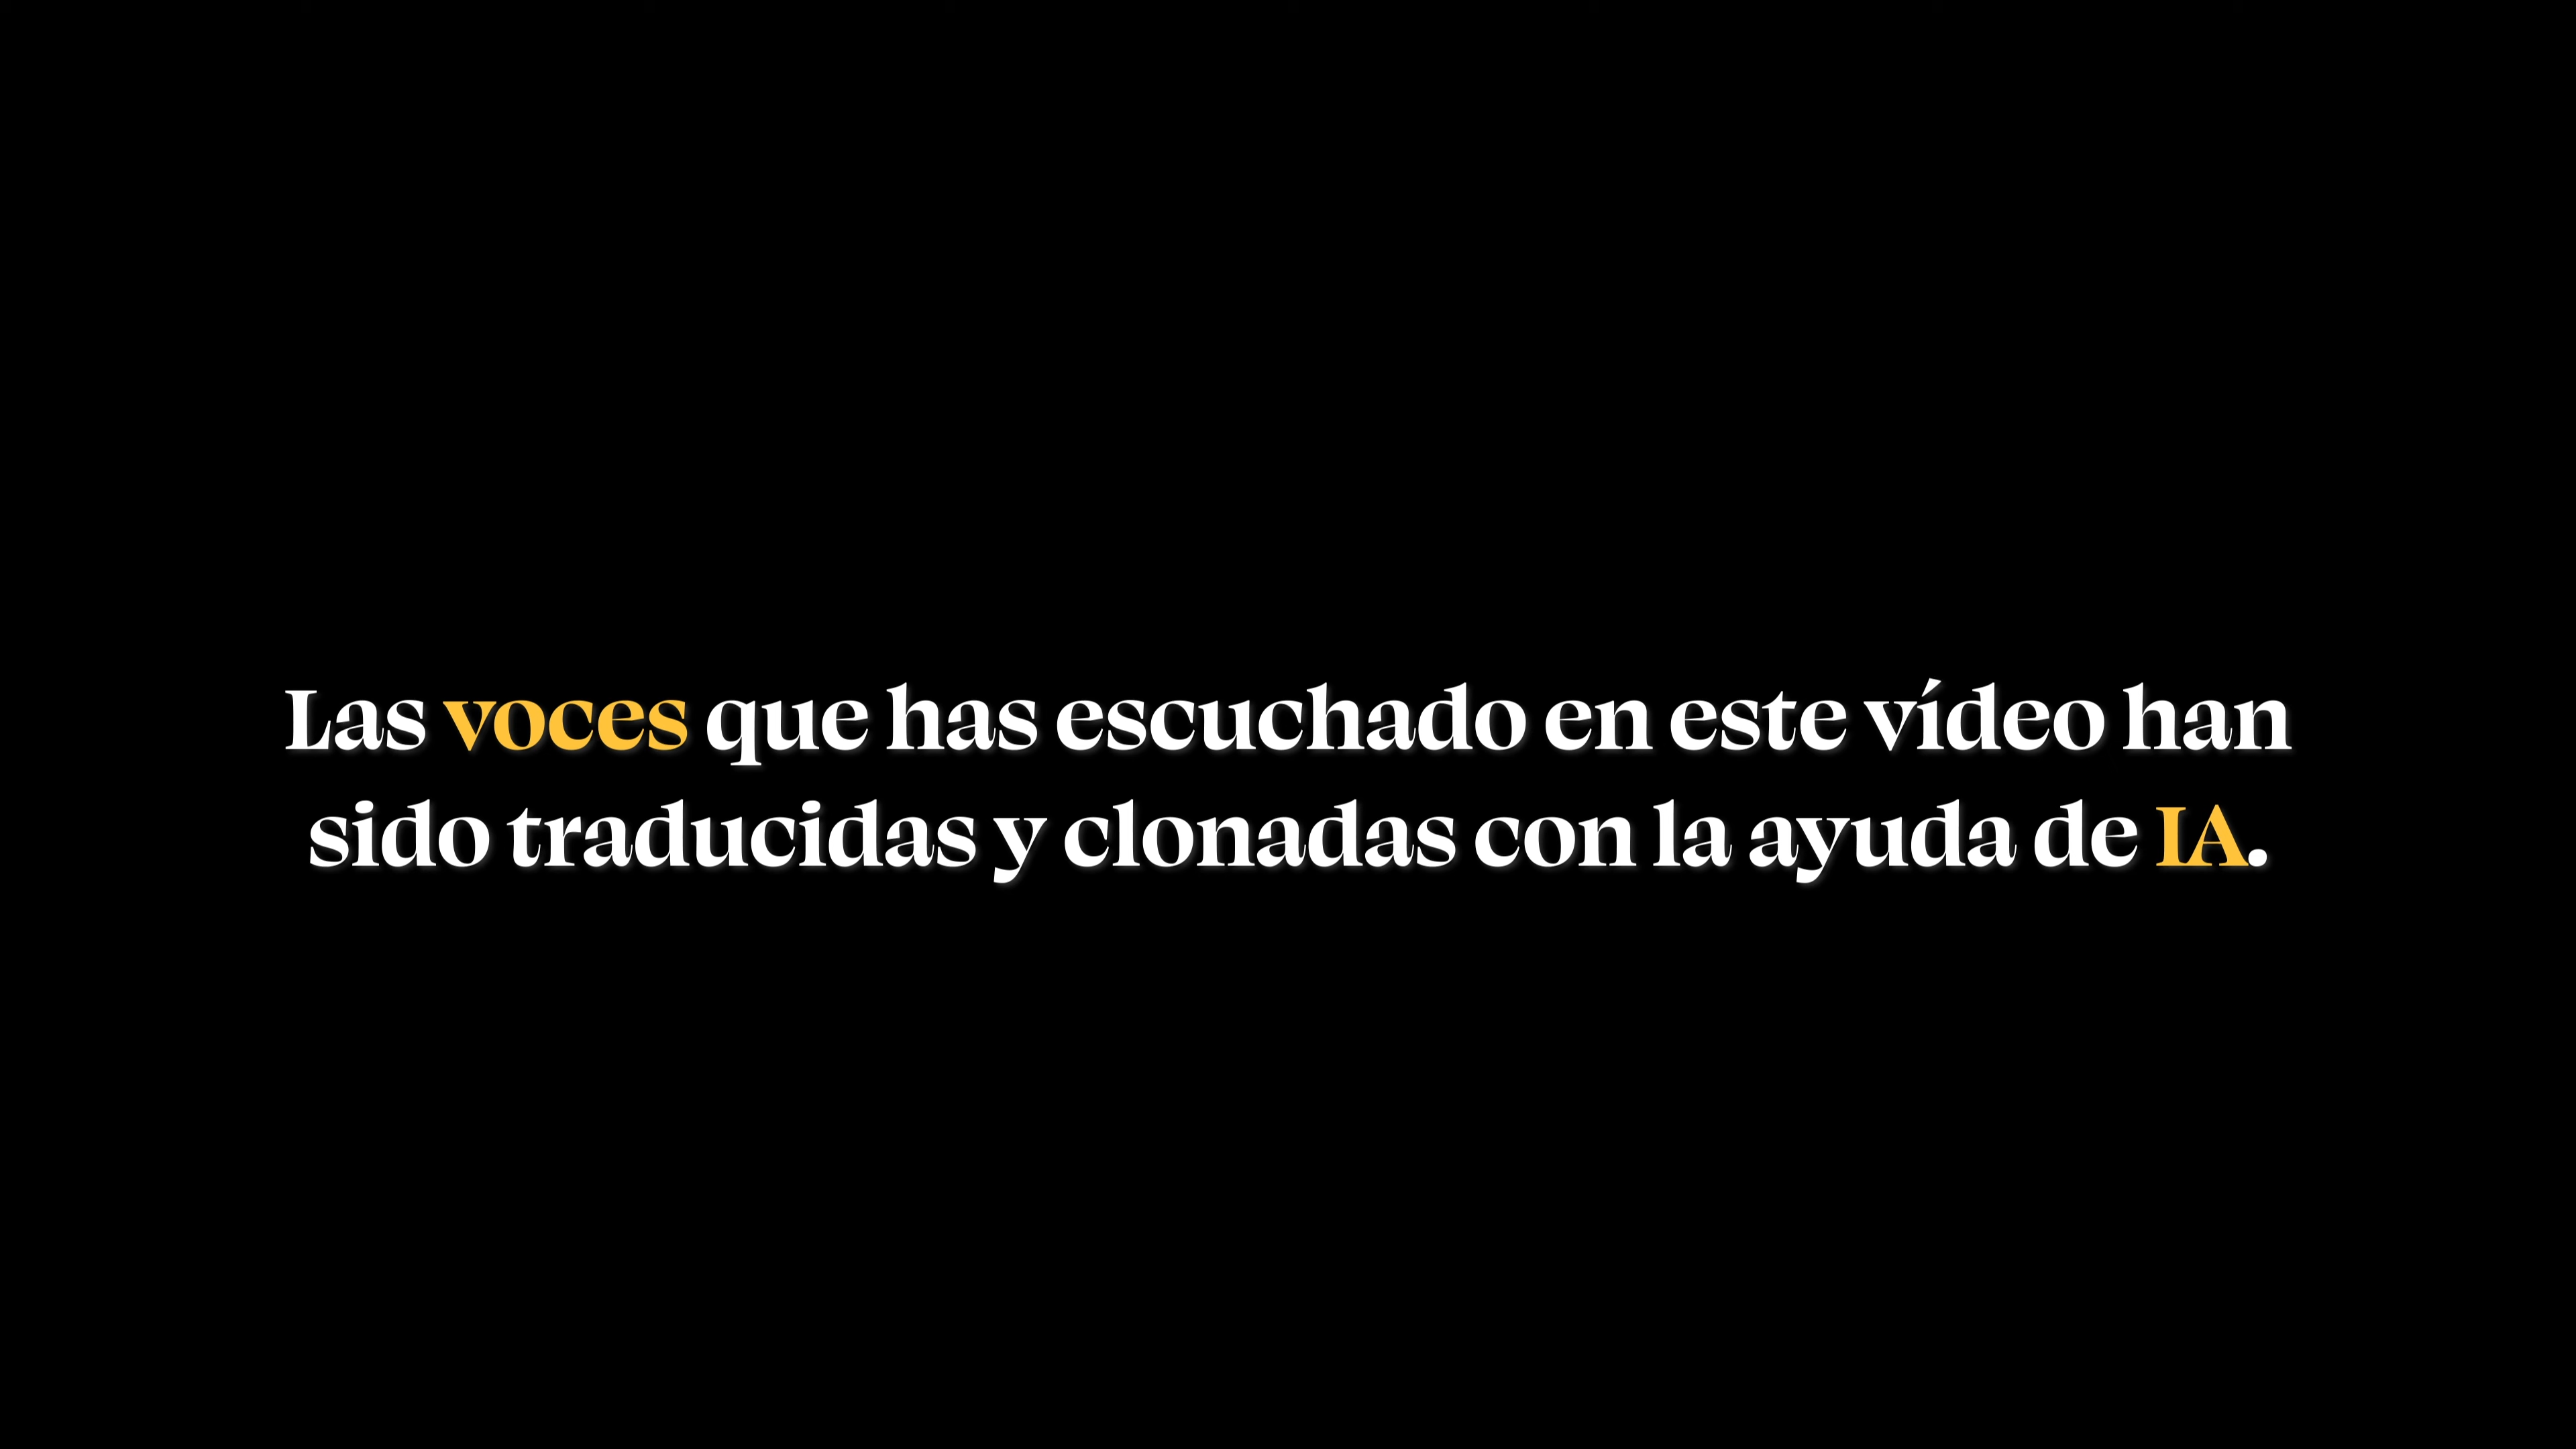 Las voces que has escuchado en este vídeo han
sido traducidas y clonadas con la ayuda de IA.